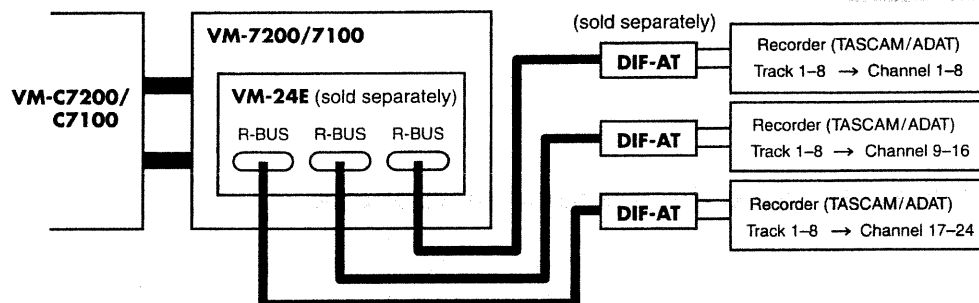 VM-C7200/
C7100
VM-7200/7100
VM-24E (sold separately)
R-BUS R-BUS R-BUS
(sold separately)
DIF-AT
Recorder (TASCAM/ADAT)
Track 1–8 → Channel 1–8
DIF-AT
Recorder (TASCAM/ADAT)
Track 1–8 → Channel 9–16
DIF-AT
Recorder (TASCAM/ADAT)
Track 1–8 → Channel 17–24